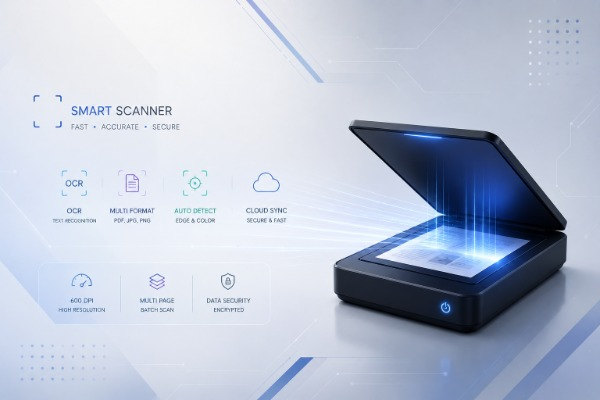 SMART SCANNER
FAST • ACCURATE • SECURE
OCR
OCR
TEXT RECOGNITION
MULTI FORMAT
PDF, JPG, PNG
AUTO DETECT
EDGE & COLOR
CLOUD SYNC
SECURE & FAST
600 DPI
HIGH RESOLUTION
MULTI PAGE
BATCH SCAN
DATA SECURITY
ENCRYPTED